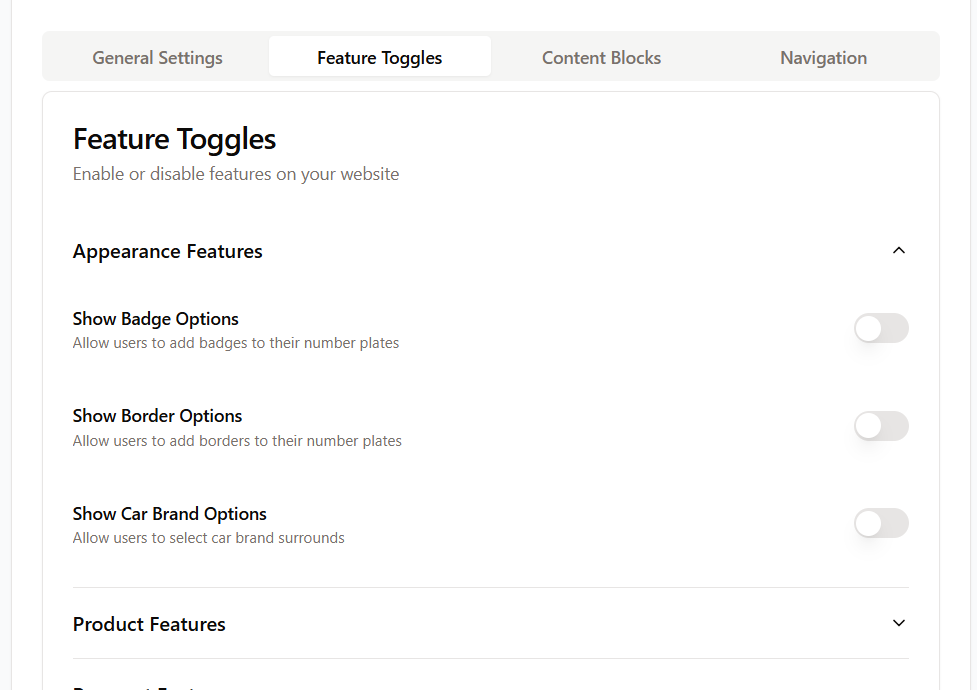 General Settings
Feature Toggles
Content Blocks
Navigation
Feature Toggles
Enable or disable features on your website
Appearance Features
Show Badge Options
Allow users to add badges to their number plates
Show Border Options
Allow users to add borders to their number plates
Show Car Brand Options
Allow users to select car brand surrounds
Product Features